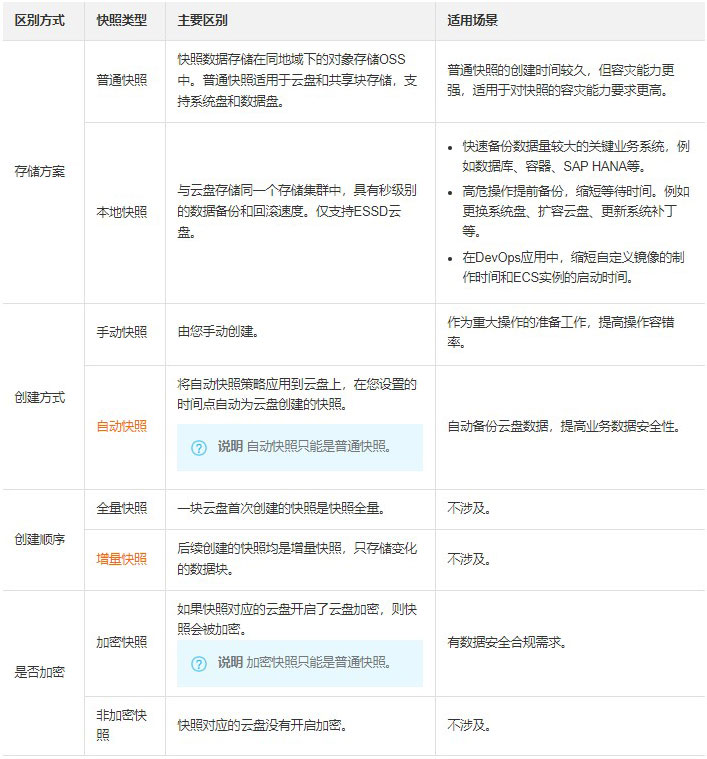 区别方式 快照类型 主要区别 适用场景
存储方案
普通快照
快照数据存储在同地域下的对象存储OSS
中。普通快照适用于云盘和共享块存储，支
持系统盘和数据盘。
普通快照的创建时间较久，但容灾能力更
强，适用于对快照的容灾能力要求更高。
本地快照
与云盘存储同一个存储集群中，具有秒级别
的数据备份和回滚速度。仅支持ESSD云
盘。
• 快速备份数据量较大的关键业务系统，例
如数据库、容器、SAP HANA等。
• 高危操作提前备份，缩短等待时间。例如
更换系统盘、扩容云盘、更新系统补丁
等。
• 在DevOps应用中，缩短自定义镜像的制
作时间和ECS实例的启动时间。
创建方式
手动快照
由您手动创建。
作为重大操作的准备工作，提高操作容错
率。
自动快照
将自动快照策略应用到云盘上，在您设置的
时间点自动为云盘创建的快照。
说明 自动快照只能是普通快照。
自动备份云盘数据，提高业务数据安全性。
创建顺序
全量快照
一块云盘首次创建的快照是快照全量。
不涉及。
增量快照
后续创建的快照均是增量快照，只存储变化
的数据块。
不涉及。
是否加密
加密快照
如果快照对应的云盘开启了云盘加密，则快
照会被加密。
说明 加密快照只能是普通快照。
有数据安全合规需求。
非加密快
照
快照对应的云盘没有开启加密。
不涉及。